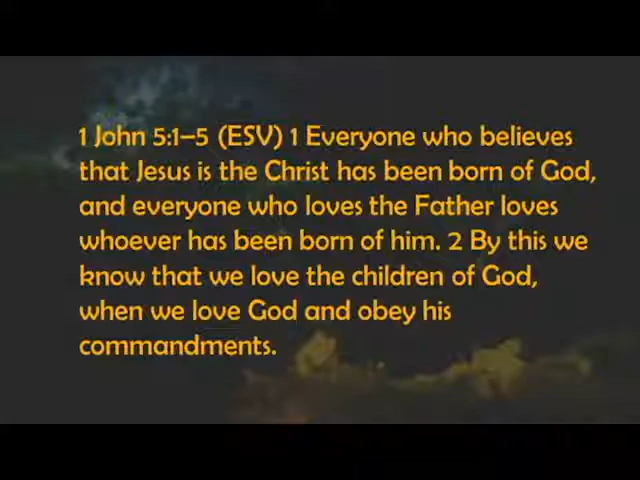 1 John 5:1–5 (ESV) 1 Everyone who believes
that Jesus is the Christ has been born of God,
and everyone who loves the Father loves
whoever has been born of him. 2 By this we
know that we love the children of God,
when we love God and obey his
commandments.